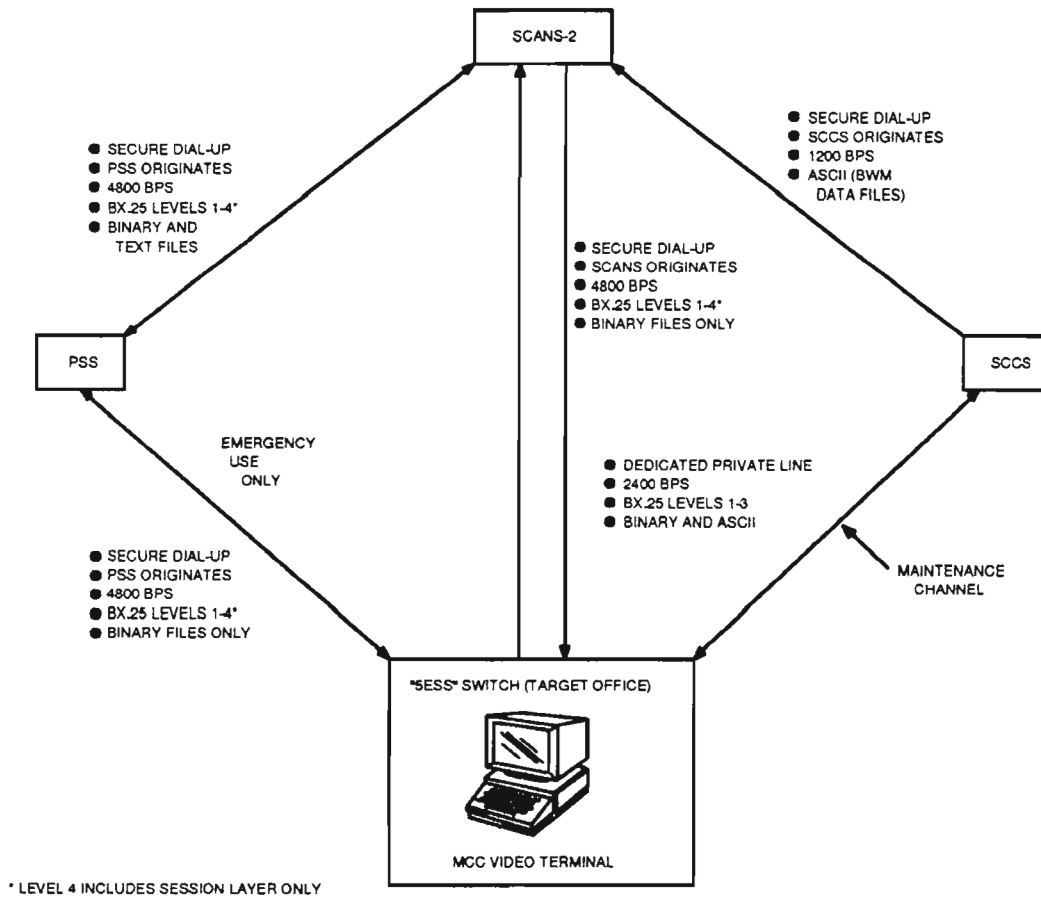 SCANS-2
● SECURE DIAL-UP
● PSS ORIGINATES
● 4800 BPS
● BX.25 LEVELS 1-4*
● BINARY AND
TEXT FILES
● SECURE DIAL-UP
● SCCS ORIGINATES
● 1200 BPS
● ASCII (BWM
DATA FILES)
● SECURE DIAL-UP
● SCANS ORIGINATES
● 4800 BPS
● BX.25 LEVELS 1-4*
● BINARY FILES ONLY
PSS
SCCS
EMERGENCY
USE
ONLY
● DEDICATED PRIVATE LINE
● 2400 BPS
● BX.25 LEVELS 1-3
● BINARY AND ASCII
● SECURE DIAL-UP
● PSS ORIGINATES
● 4800 BPS
● BX.25 LEVELS 1-4*
● BINARY FILES ONLY
MAINTENANCE
CHANNEL
"5ESS" SWITCH (TARGET OFFICE)
MCC VIDEO TERMINAL
* LEVEL 4 INCLUDES SESSION LAYER ONLY